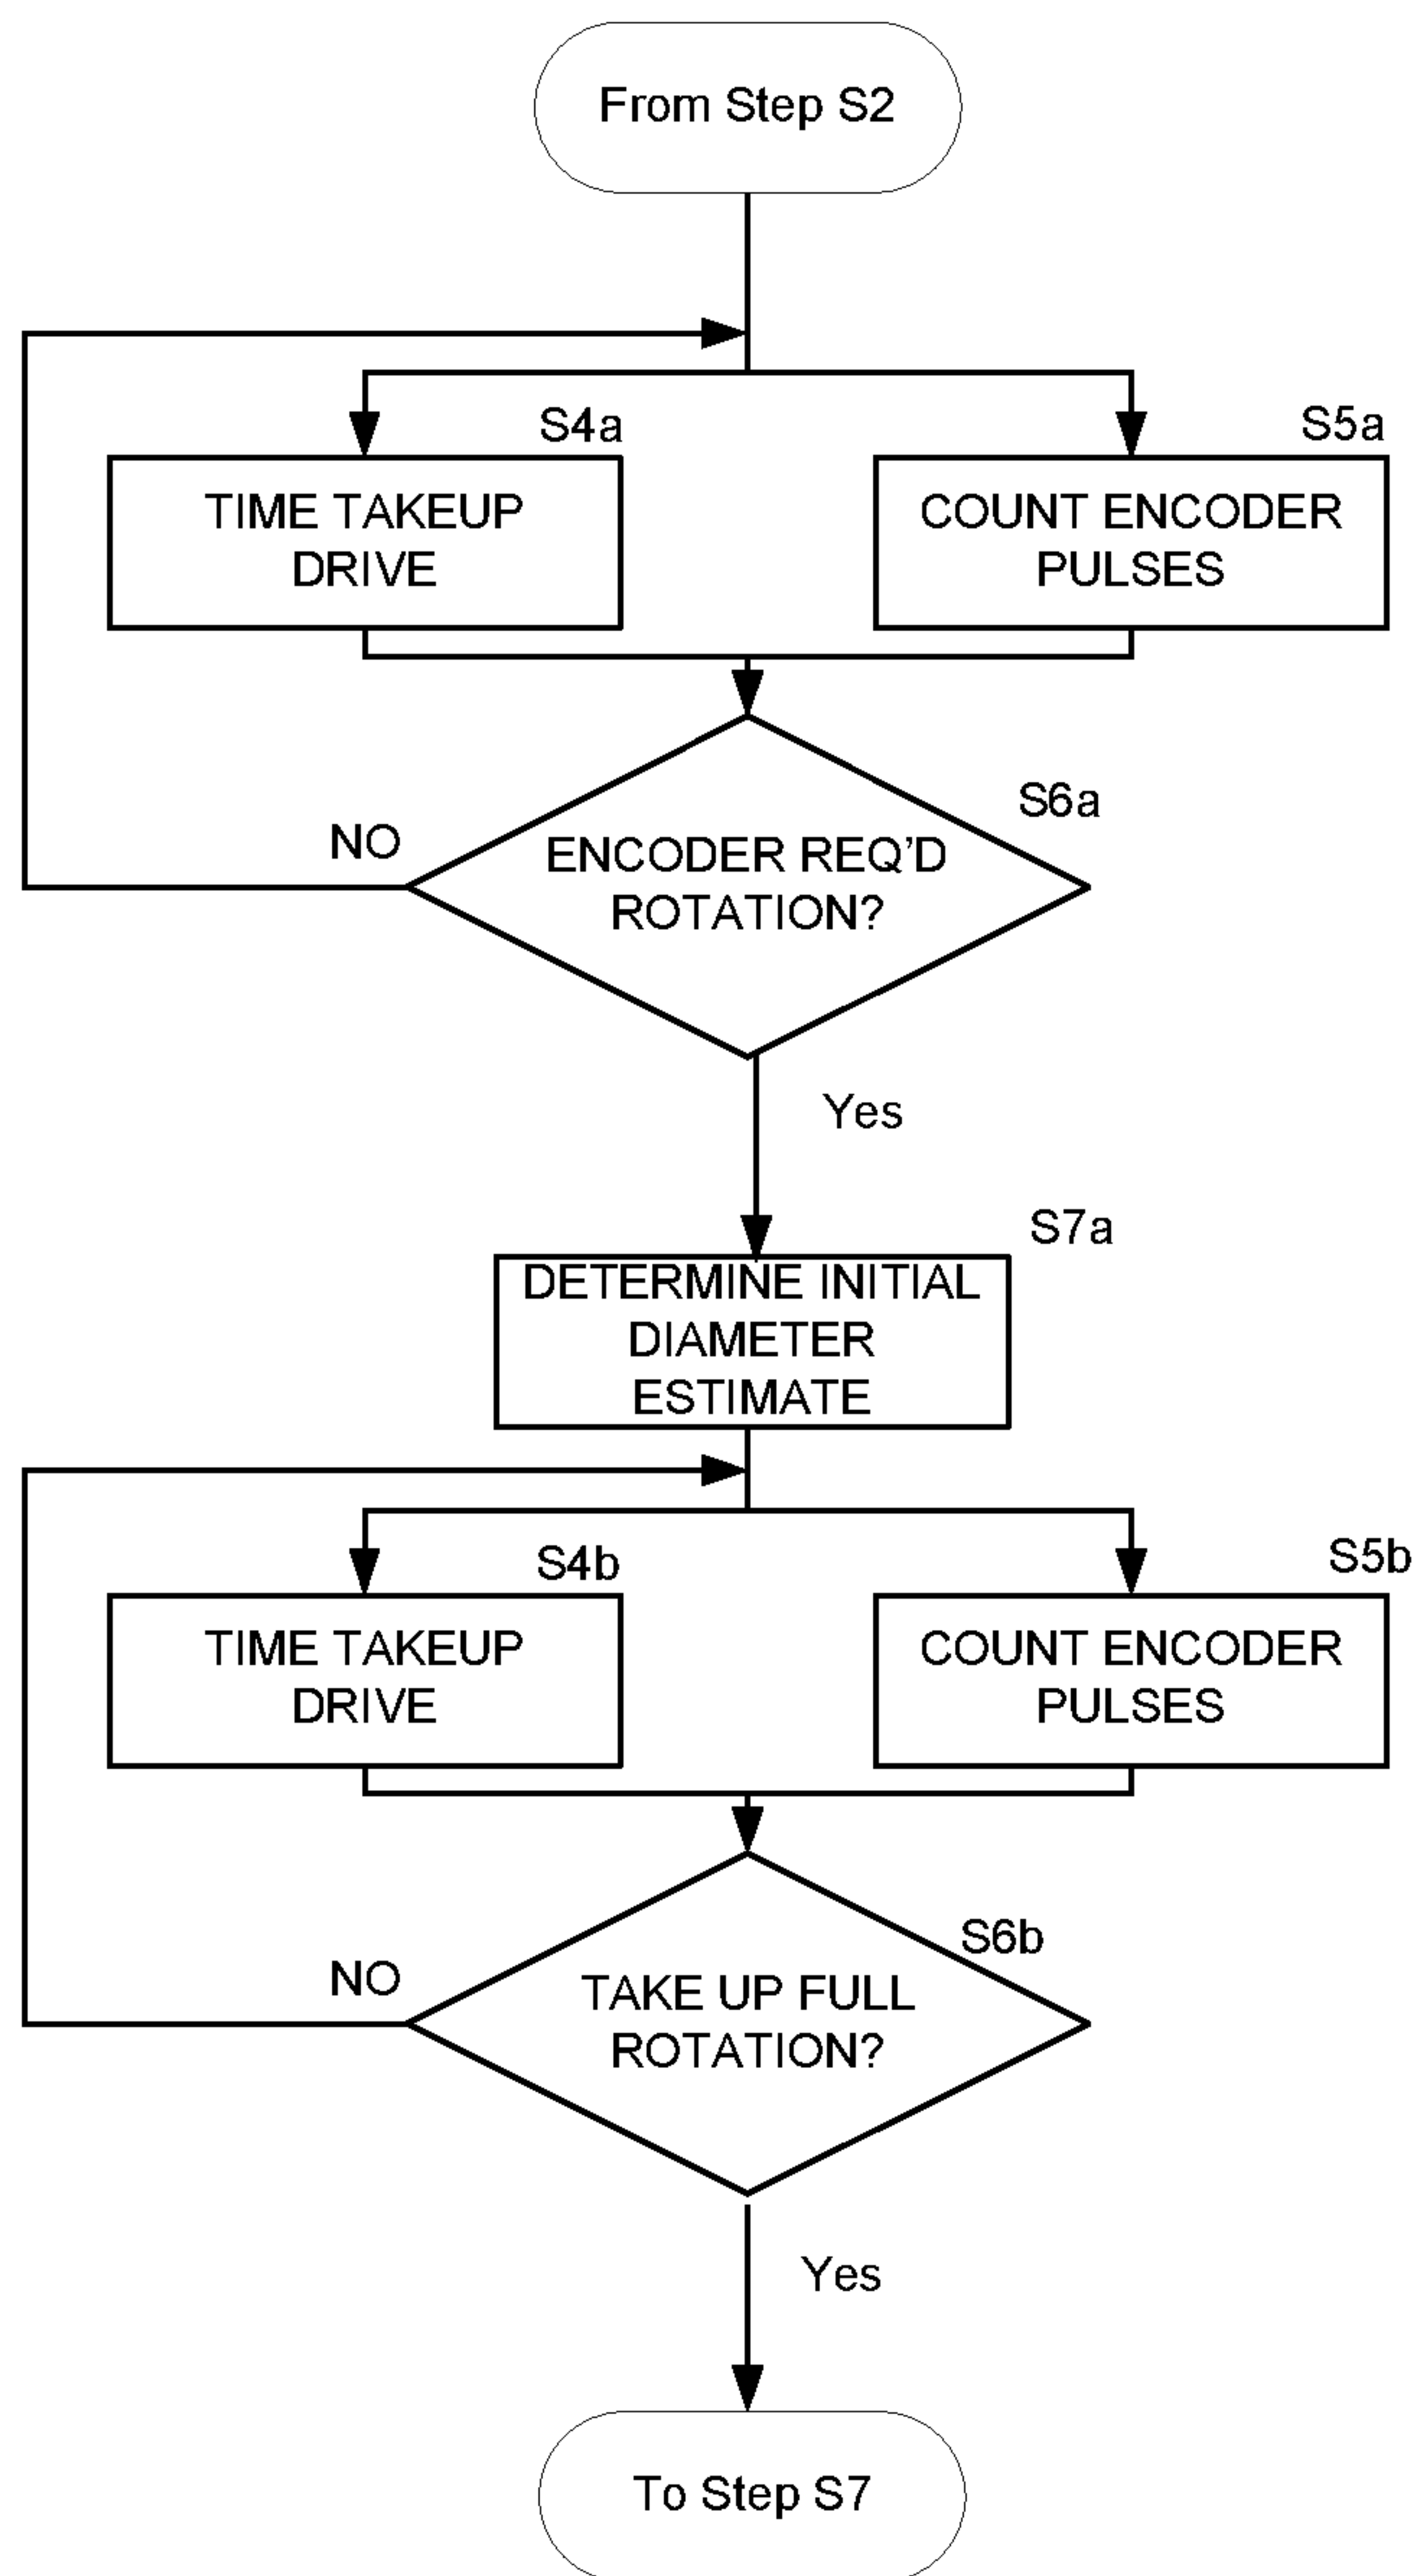 From Step S2
S4a
S5a
TIME TAKEUP
DRIVE
COUNT ENCODER
PULSES
S6a
NO
ENCODER REQ'D
ROTATION?
Yes
S7a
DETERMINE INITIAL
DIAMETER
ESTIMATE
S4b
S5b
TIME TAKEUP
DRIVE
COUNT ENCODER
PULSES
S6b
NO
TAKE UP FULL
ROTATION?
Yes
To Step S7